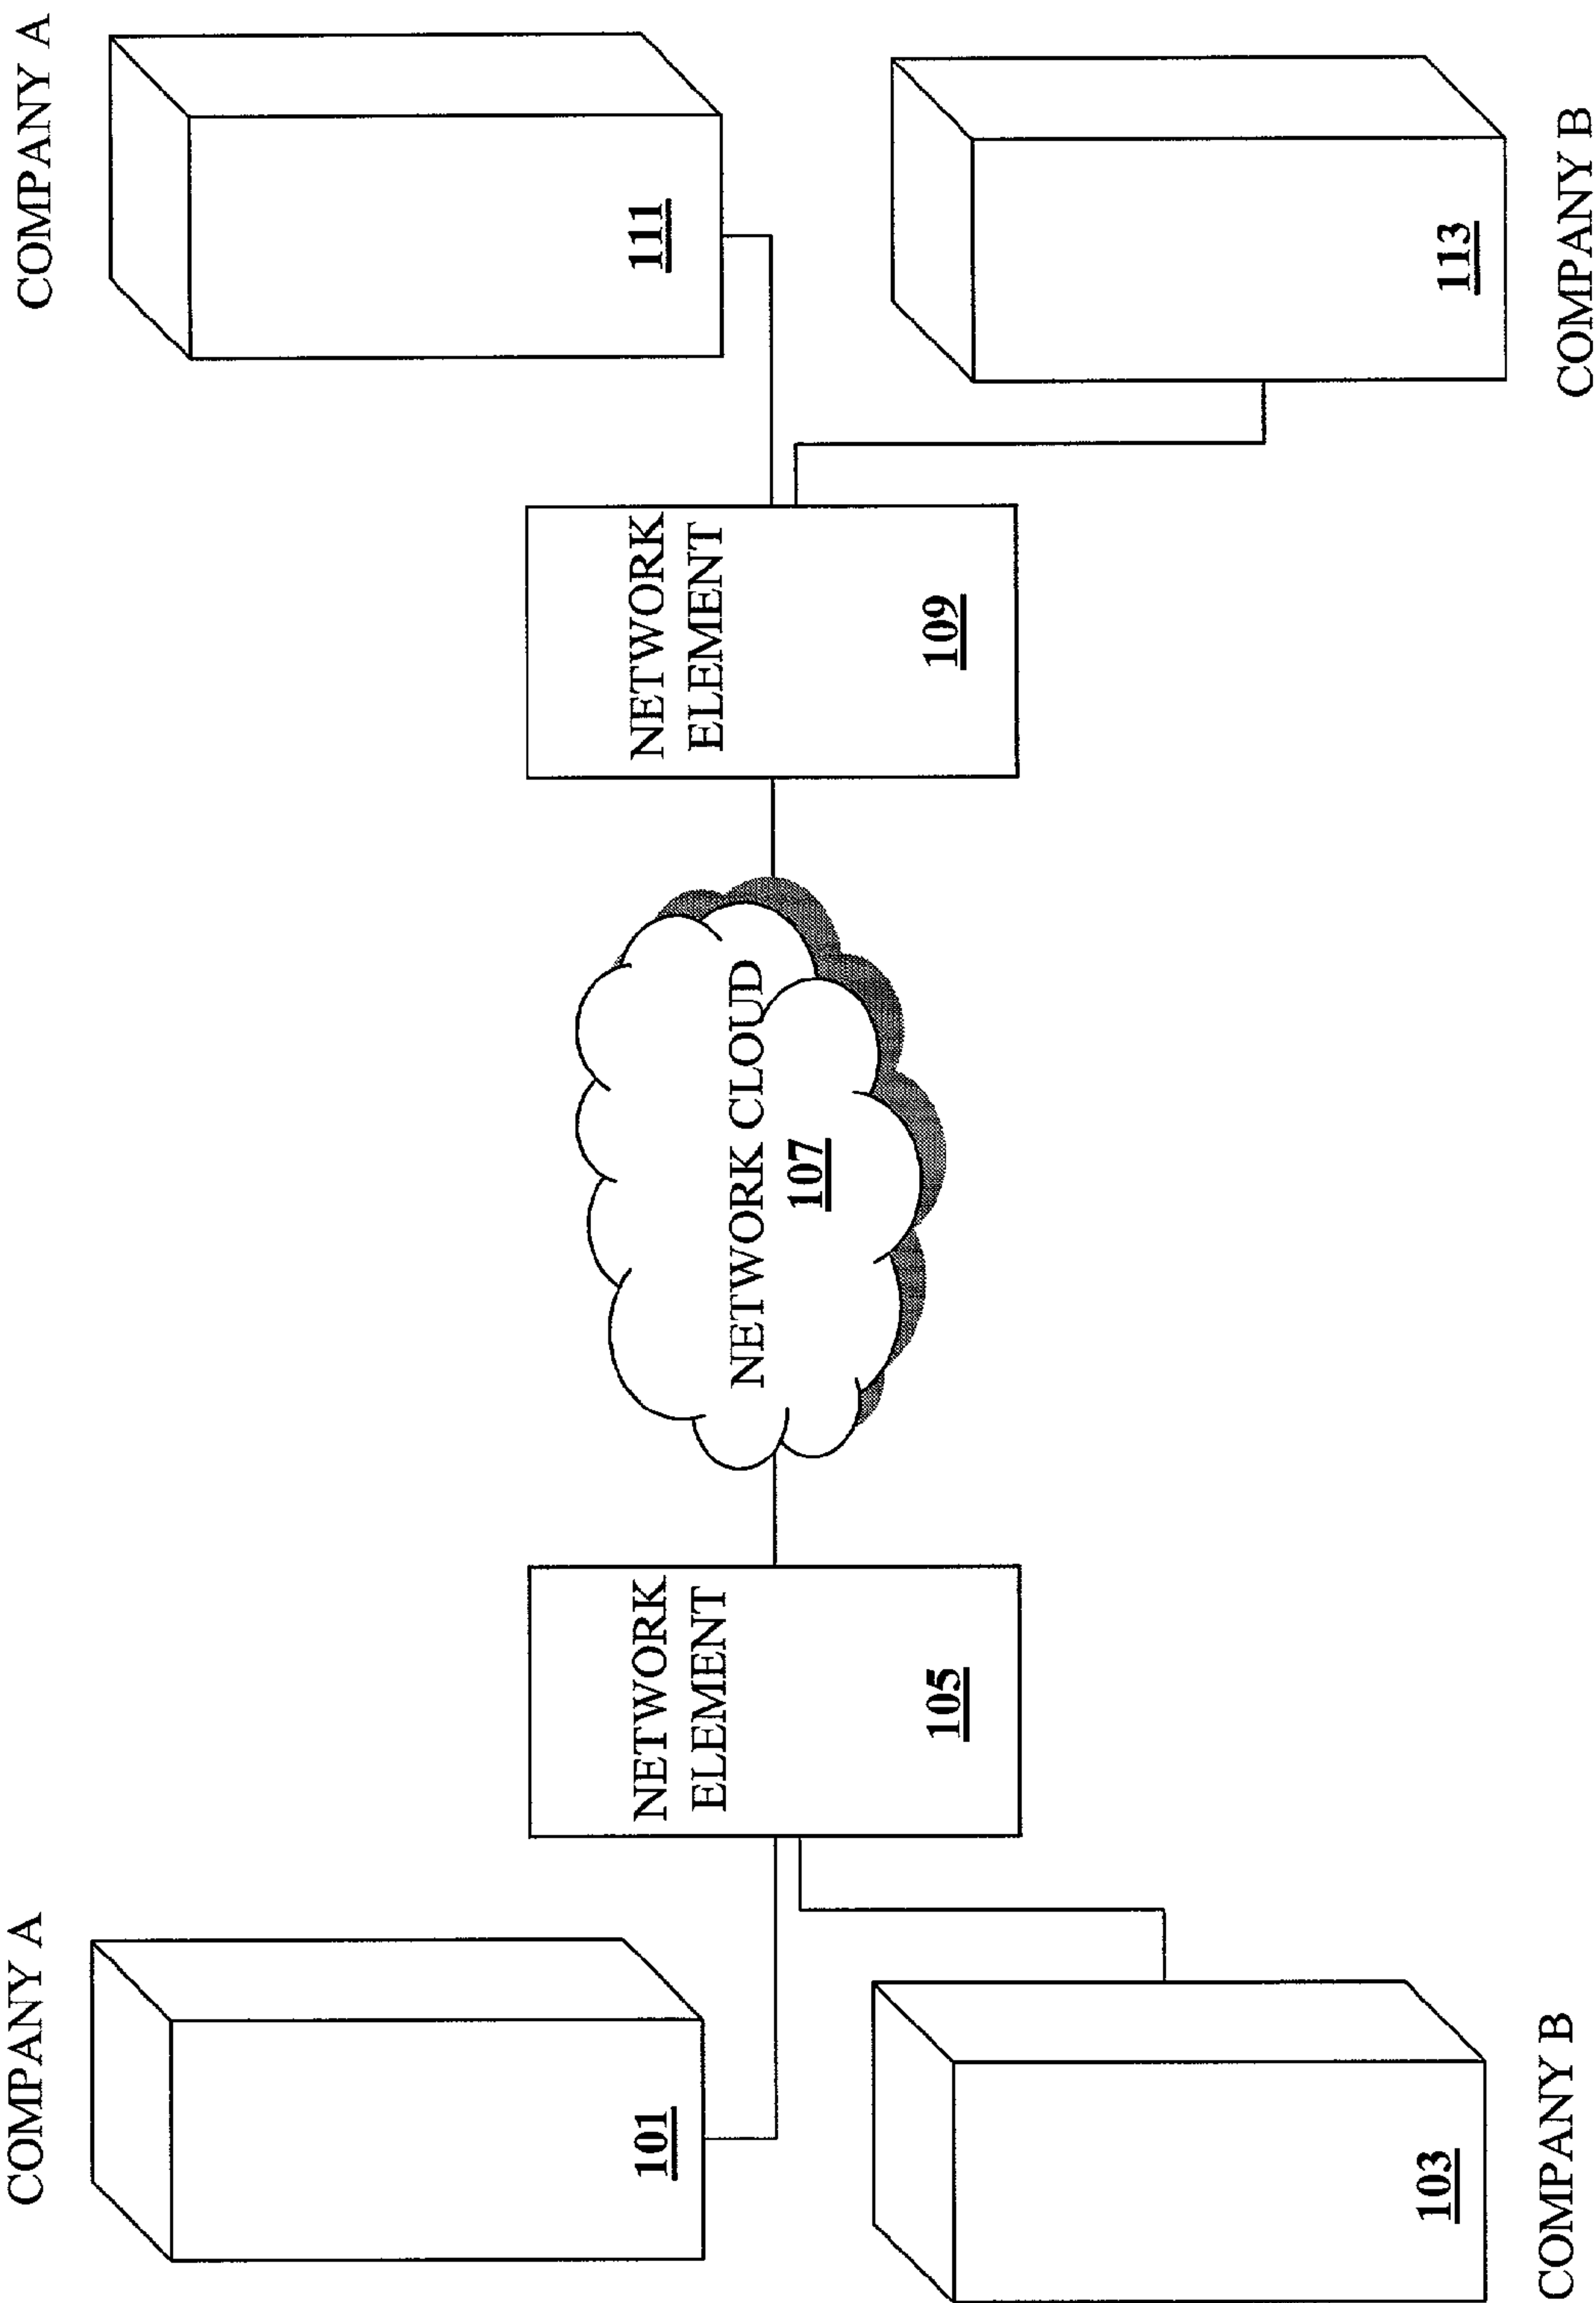 COMPANY A
COMPANY A
101
111
NETWORK
ELEMENT
105
NETWORK CLOUD
107
NETWORK
ELEMENT
109
103
113
COMPANY B
COMPANY B